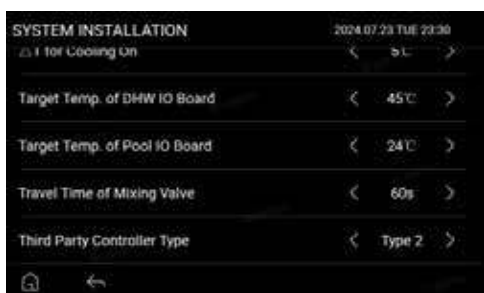 SYSTEM INSTALLATION 2024.07.23 TUE 23:30
△T for Cooling On < 5℃ >
Target Temp. of DHW IO Board < 45℃ >
Target Temp. of Pool IO Board < 24℃ >
Travel Time of Mixing Valve < 60s >
Third Party Controller Type < Type 2 >